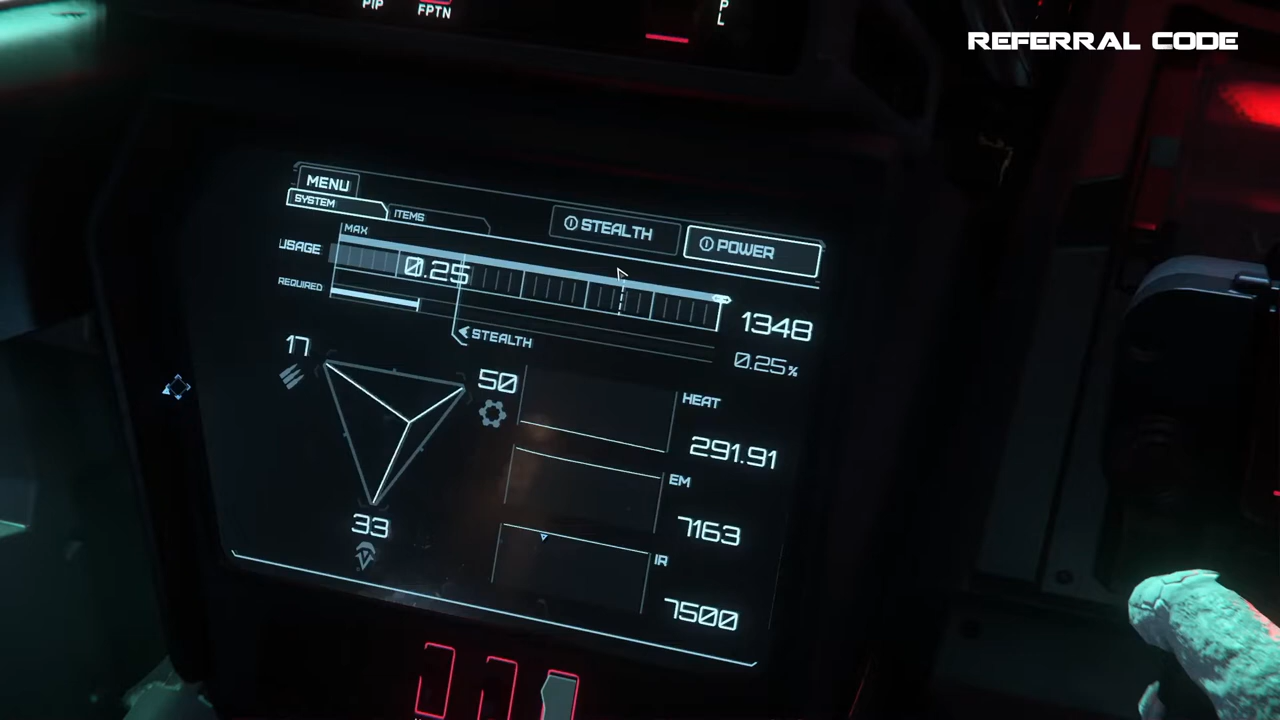 PIP
FPTN
P
L
REFERRAL CODE
MENU
SYSTEM
ITEMS
STEALTH
POWER
MAX
USAGE
0.25
REQUIRED
1348
STEALTH
0.25%
17
50
HEAT
291.91
EM
7163
33
IR
7500